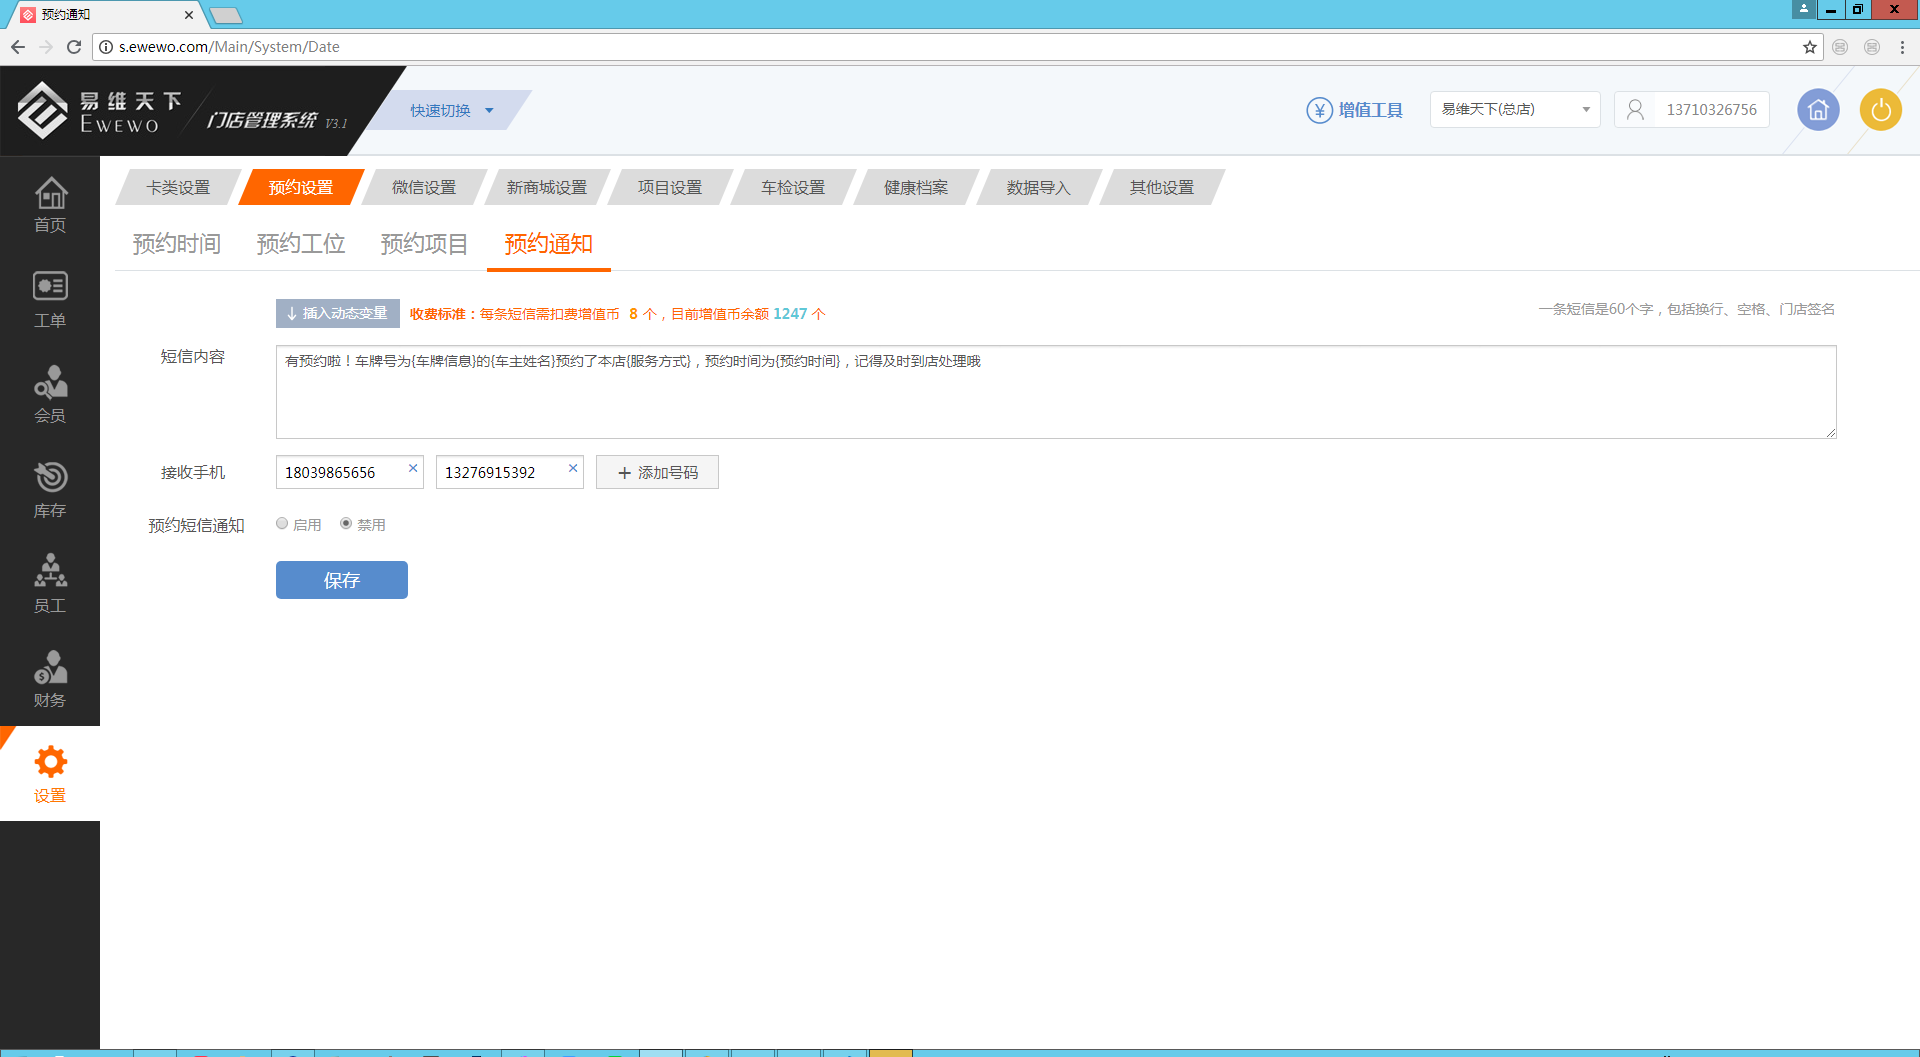 预约通知
s.ewewo.com/Main/System/Date
易维天下
EWEWO
门店管理系统 V3.1
快速切换
增值工具
易维天下(总店)
13710326756
首页
工单
会员
库存
员工
财务
设置
卡类设置 预约设置 微信设置 新商城设置 项目设置 车检设置 健康档案 数据导入 其他设置
预约时间 预约工位 预约项目 预约通知
插入动态变量 收费标准：每条短信需扣费增值币 8 个，目前增值币余额 1247 个
一条短信是60个字，包括换行、空格、门店签名
短信内容
有预约啦！车牌号为{车牌信息}的{车主姓名}预约了本店{服务方式}，预约时间为{预约时间}，记得及时到店处理哦
接收手机 18039865656 13276915392 添加号码
预约短信通知 启用 禁用
保存